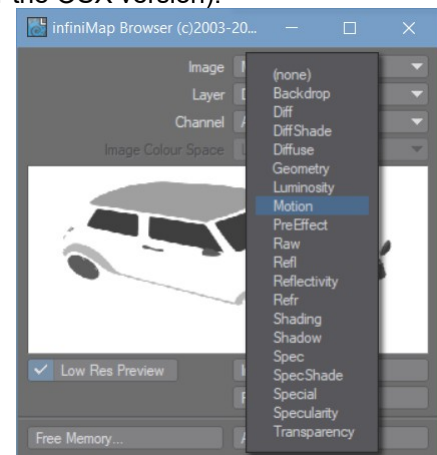 the OSX version).
infiniMap Browser (c)2003-20...
Image
Layer
Channel
Image Colour Space
(none)
Backdrop
Diff
DiffShade
Diffuse
Geometry
Luminosity
Motion
PreEffect
Raw
Refl
Reflectivity
Refr
Shading
Shadow
Spec
SpecShade
Special
Specularity
Transparency
Low Res Preview
Free Memory...